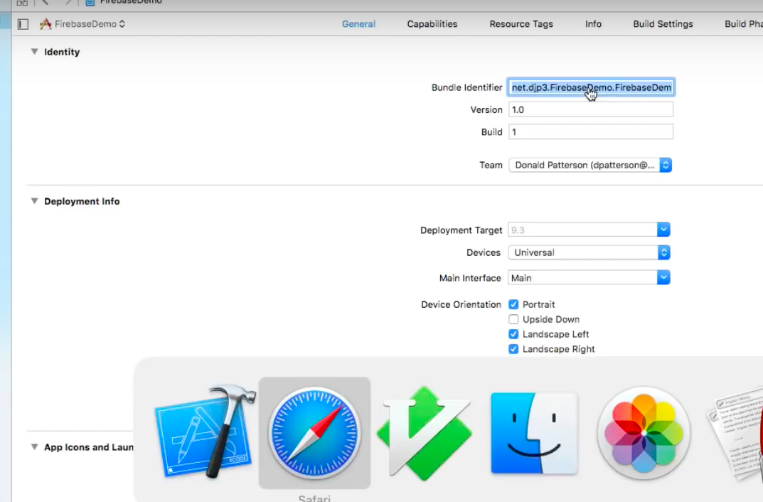 FirebaseDemo
FirebaseDemo General Capabilities Resource Tags Info Build Settings Build Pha
Identity
Bundle Identifier net.djp3.FirebaseDemo.FirebaseDem
Version 1.0
Build 1
Team Donald Patterson (dpatterson@...
Deployment Info
Deployment Target 9.3
Devices Universal
Main Interface Main
Device Orientation Portrait
Upside Down
Landscape Left
Landscape Right
App Icons and Laun
Safari